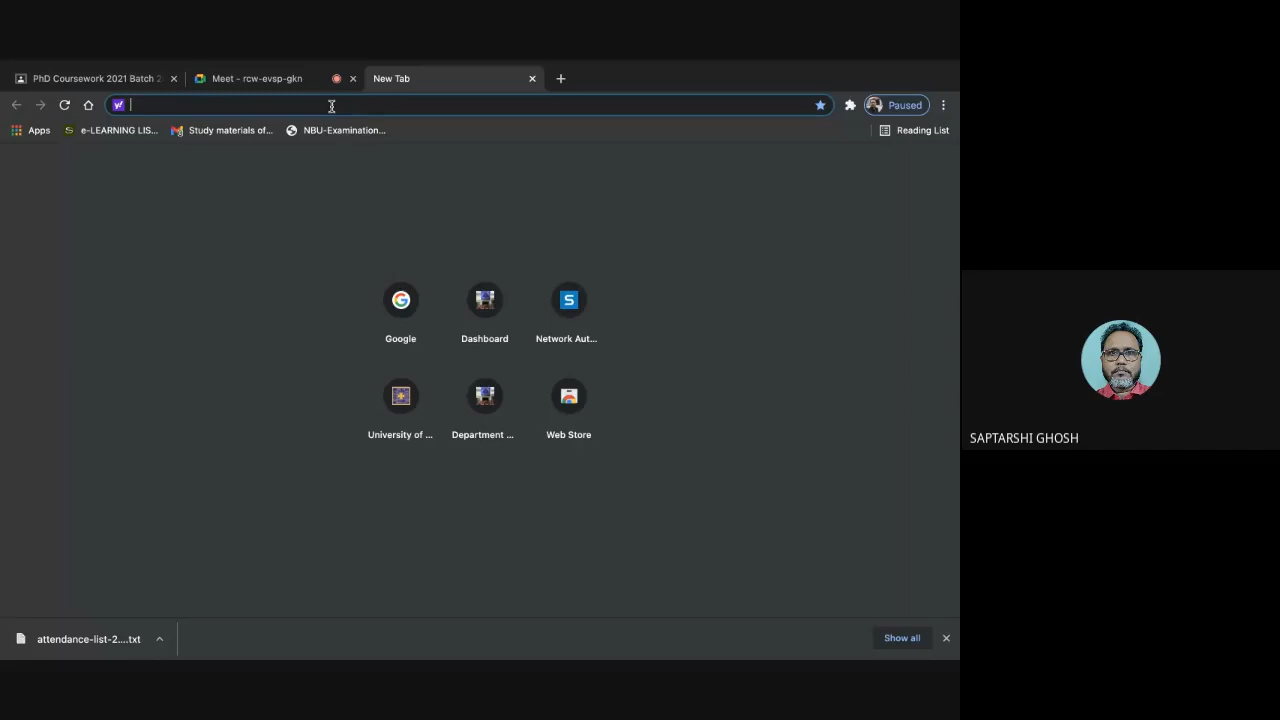 PhD Coursework 2021 Batch 2
Meet - rcw-evsp-gkn
New Tab
y!
Paused
Apps
e-LEARNING LIS...
Study materials of...
NBU-Examination...
Reading List
Google
Dashboard
S
Network Aut...
University of ...
Department ...
Web Store
SAPTARSHI GHOSH
attendance-list-2....txt
Show all